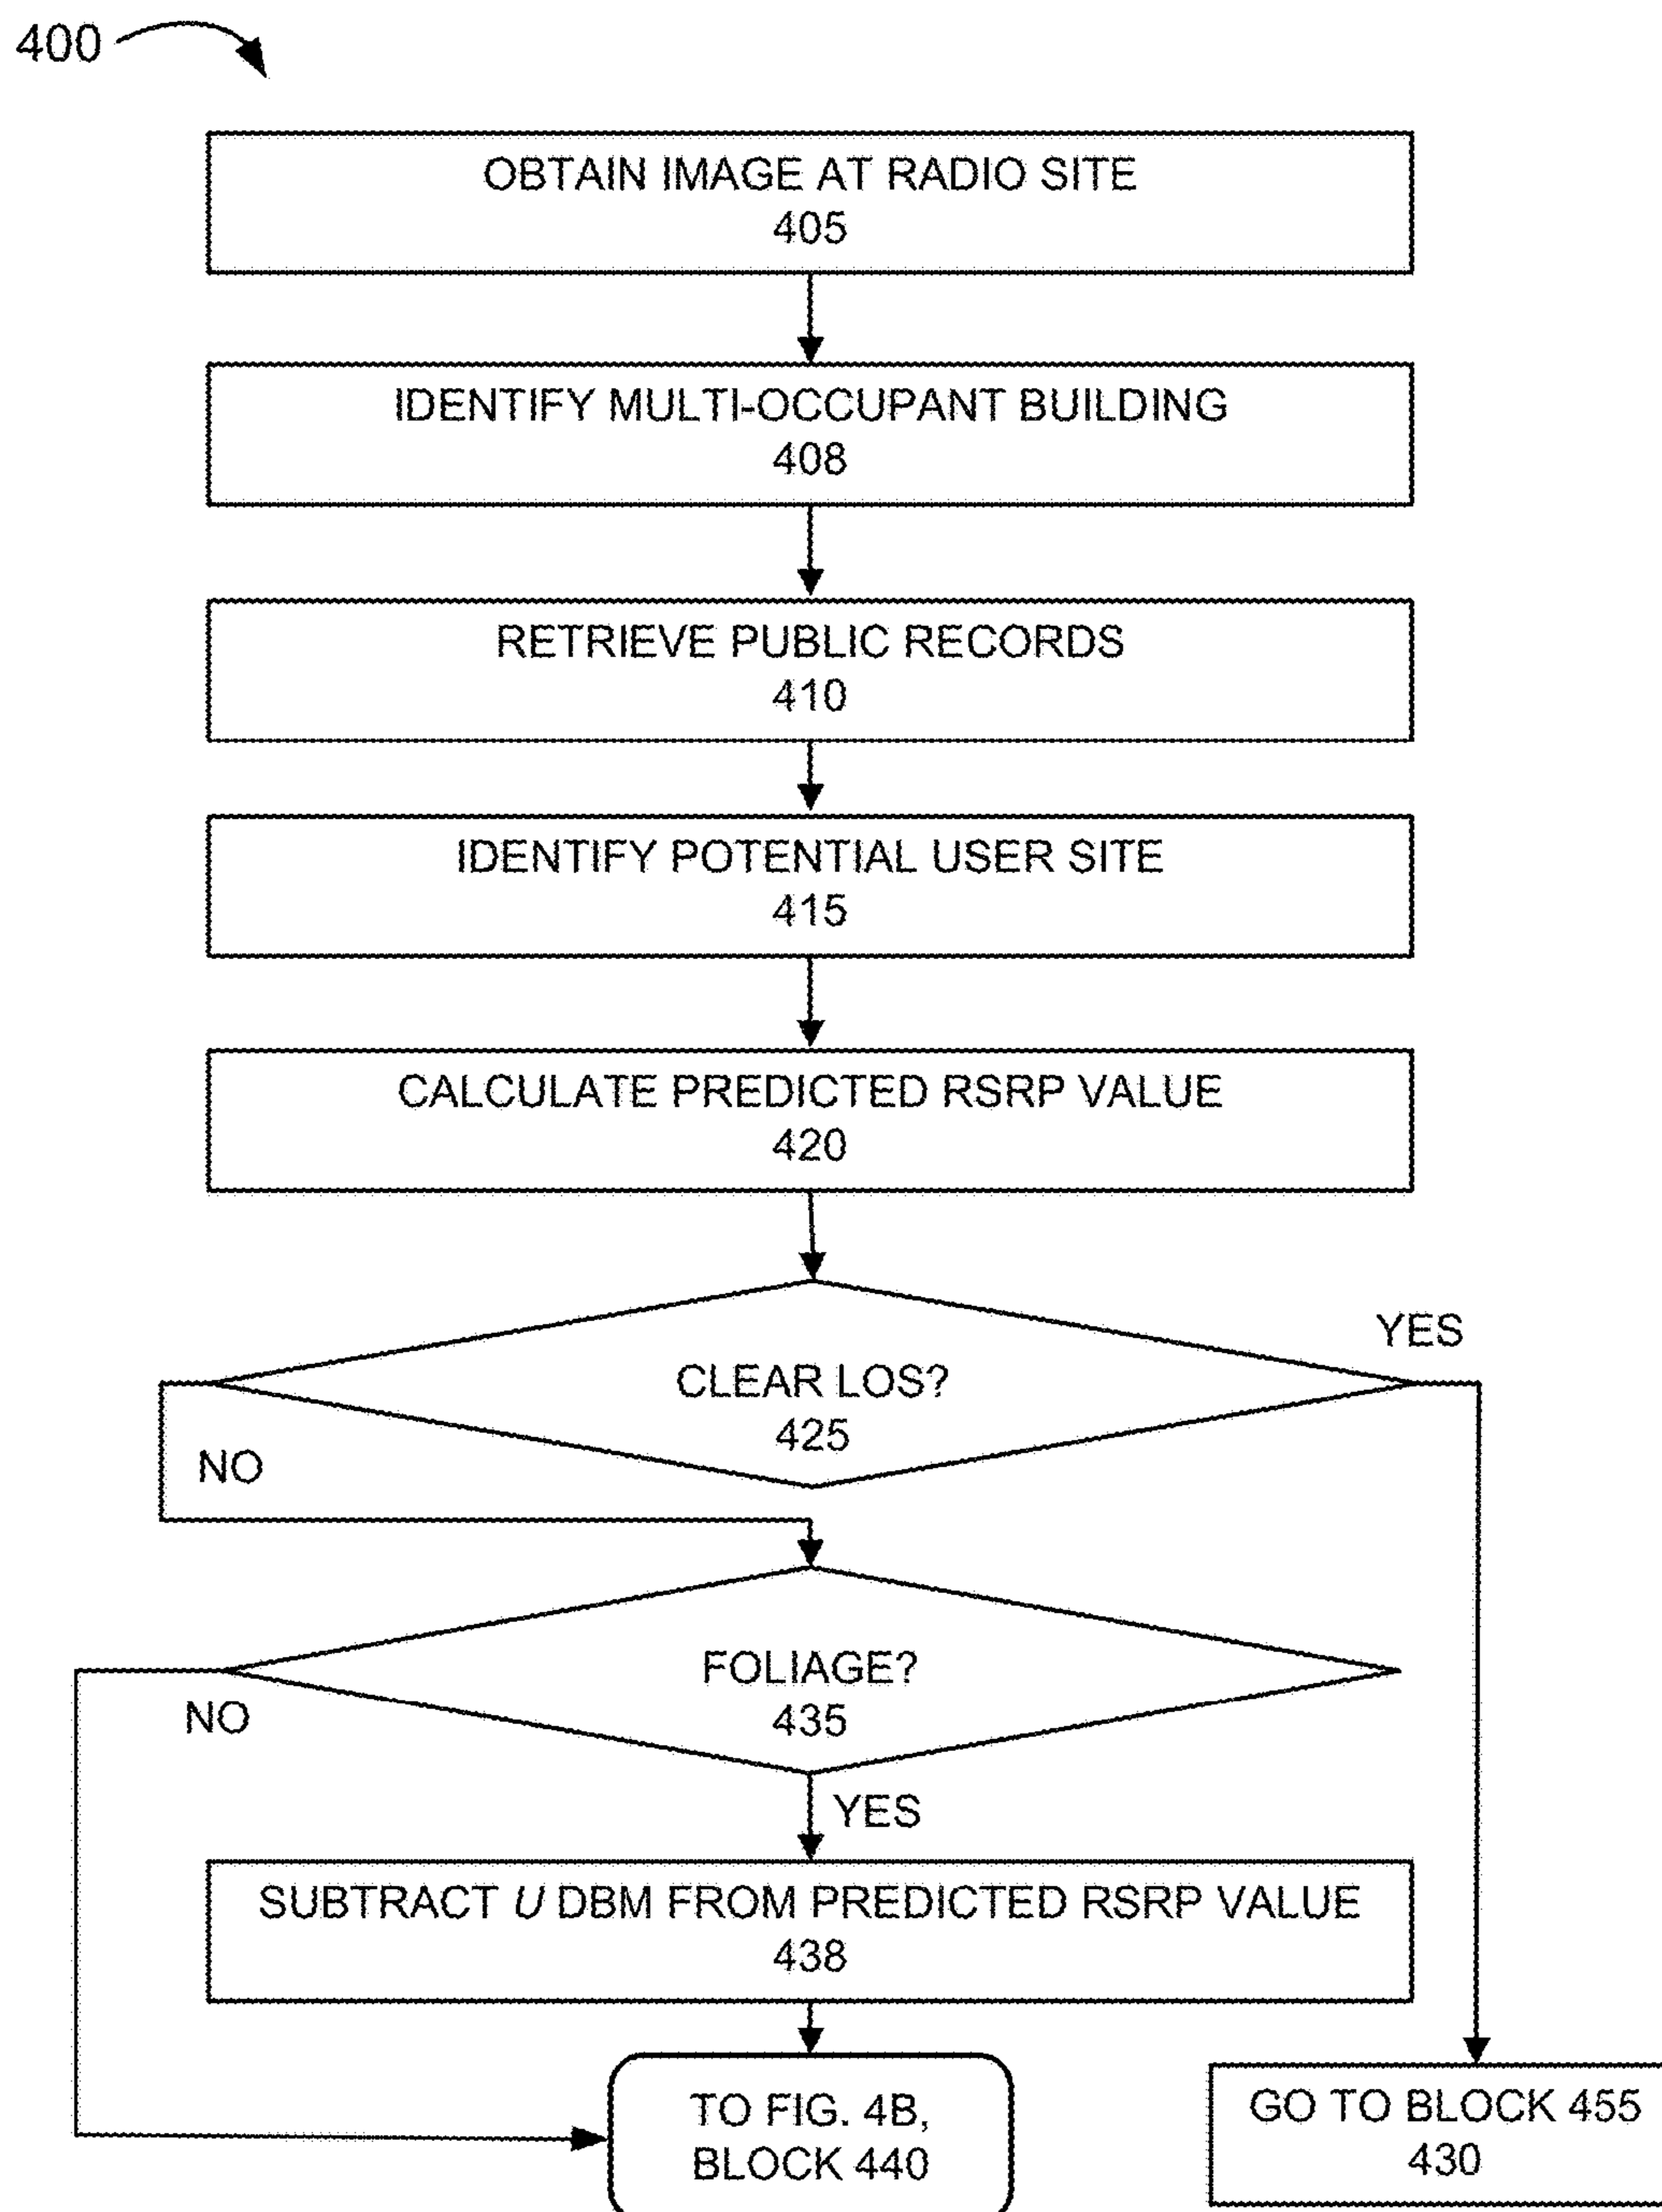 400
OBTAIN IMAGE AT RADIO SITE
405
IDENTIFY MULTI-OCCUPANT BUILDING
408
RETRIEVE PUBLIC RECORDS
410
IDENTIFY POTENTIAL USER SITE
415
CALCULATE PREDICTED RSRP VALUE
420
YES
CLEAR LOS?
425
NO
FOLIAGE?
435
NO
YES
SUBTRACT U DBM FROM PREDICTED RSRP VALUE
438
TO FIG. 4B,
BLOCK 440
GO TO BLOCK 455
430